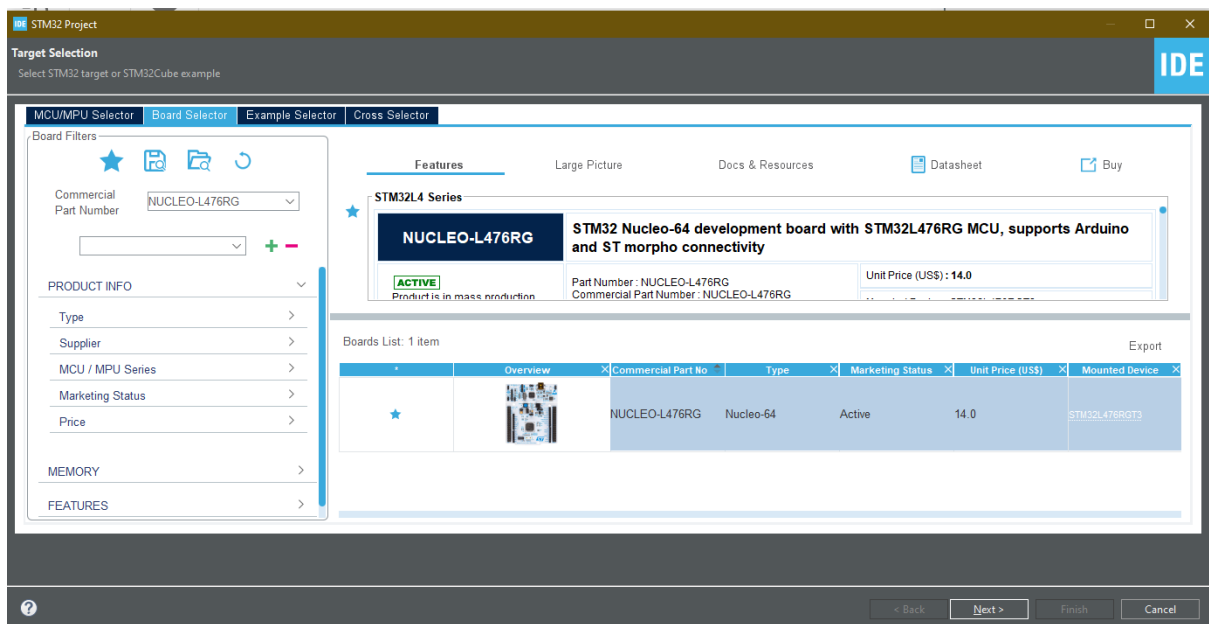 IDE STM32 Project
Target Selection
Select STM32 target or STM32Cube example
IDE
MCU/MPU Selector Board Selector Example Selector Cross Selector
Board Filters
Commercial Part Number
NUCLEO-L476RG
PRODUCT INFO
Type
Supplier
MCU / MPU Series
Marketing Status
Price
MEMORY
FEATURES
Features Large Picture Docs & Resources Datasheet Buy
STM32L4 Series
NUCLEO-L476RG
STM32 Nucleo-64 development board with STM32L476RG MCU, supports Arduino
and ST morpho connectivity
ACTIVE
Product is in mass production
Part Number : NUCLEO-L476RG
Commercial Part Number : NUCLEO-L476RG
Unit Price (US$) : 14.0
Boards List: 1 item
Export
* Overview Commercial Part No Type Marketing Status Unit Price (US$) Mounted Device
NUCLEO-L476RG Nucleo-64 Active 14.0 STM32L476RGT3
? < Back Next > Finish Cancel